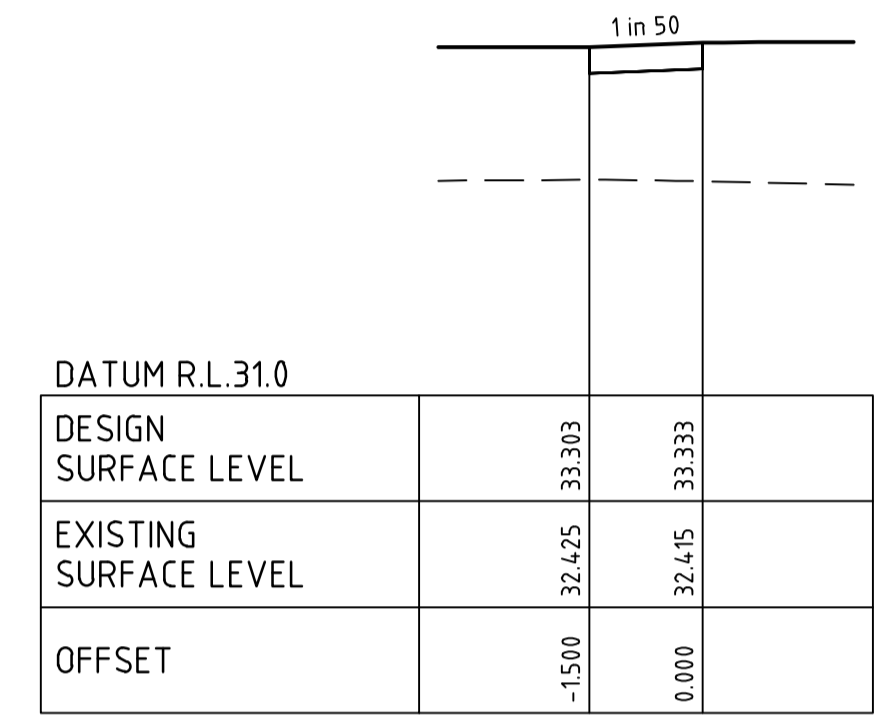 1 in 50
DATUM R.L.31.0
DESIGN
SURFACE LEVEL
33.303
33.333
EXISTING
SURFACE LEVEL
32.425
32.415
OFFSET
-1.500
0.000